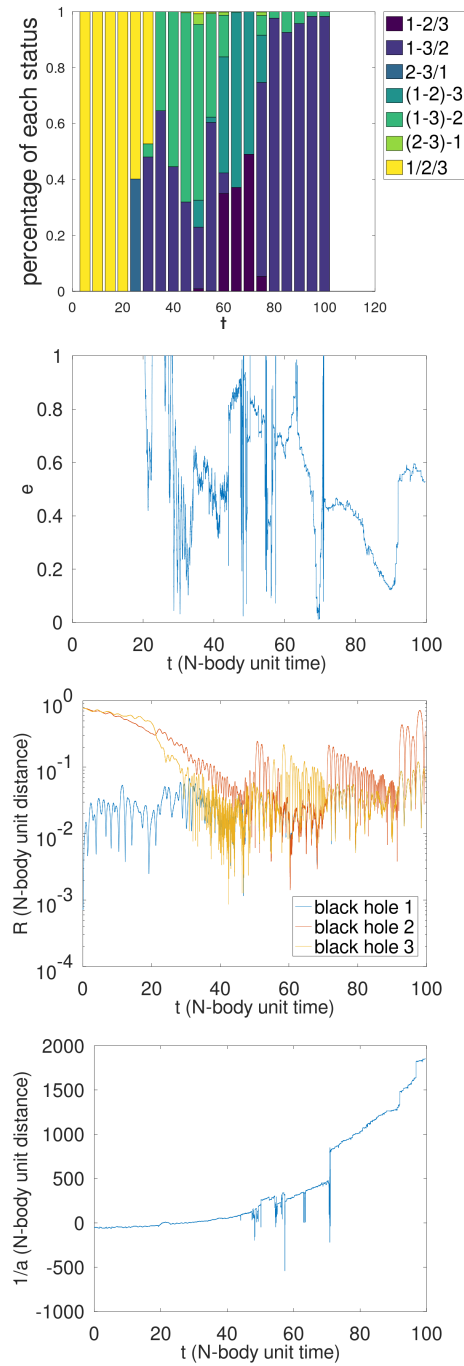 percentage of each status
1
0.8
0.6
0.4
0.2
0
0 20 40 60 80 100 120
t
1-2/3
1-3/2
2-3/1
(1-2)-3
(1-3)-2
(2-3)-1
1/2/3
e
1
0.8
0.6
0.4
0.2
0
0 20 40 60 80 100
t (N-body unit time)
R (N-body unit distance)
10^0
10^-1
10^-2
10^-3
10^-4
black hole 1
black hole 2
black hole 3
0 20 40 60 80 100
t (N-body unit time)
1/a (N-body unit distance)
2000
1500
1000
500
0
-500
-1000
0 20 40 60 80 100
t (N-body unit time)